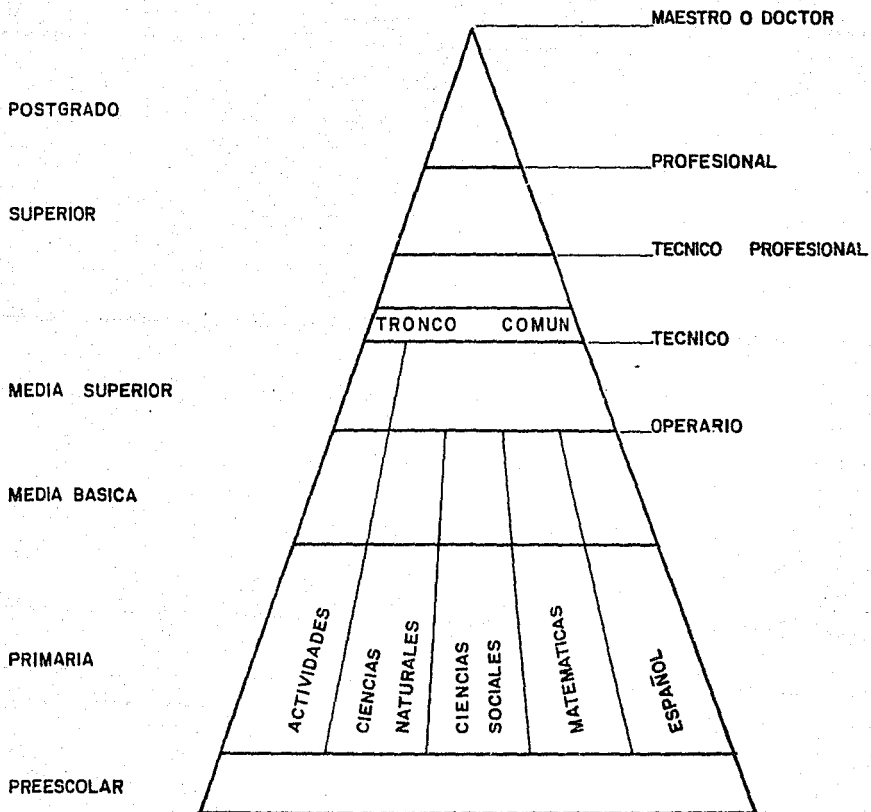 MAESTRO O DOCTOR
POSTGRADO
PROFESIONAL
SUPERIOR
TECNICO PROFESIONAL
TRONCO COMUN
TECNICO
MEDIA SUPERIOR
OPERARIO
MEDIA BASICA
PRIMARIA
ACTIVIDADES
CIENCIAS
NATURALES
CIENCIAS
SOCIALES
MATEMATICAS
ESPAÑOL
PREESCOLAR